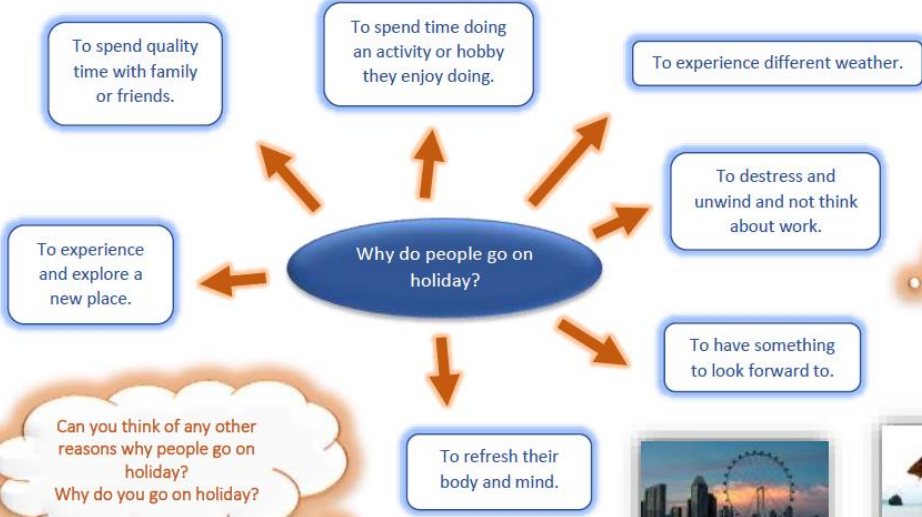 To spend quality
time with family
or friends.
To spend time doing
an activity or hobby
they enjoy doing.
To experience different weather.
To destress and
unwind and not think
about work.
To experience
and explore a
new place.
Why do people go on
holiday?
To have something
to look forward to.
Can you think of any other
reasons why people go on
holiday?
Why do you go on holiday?
To refresh their
body and mind.